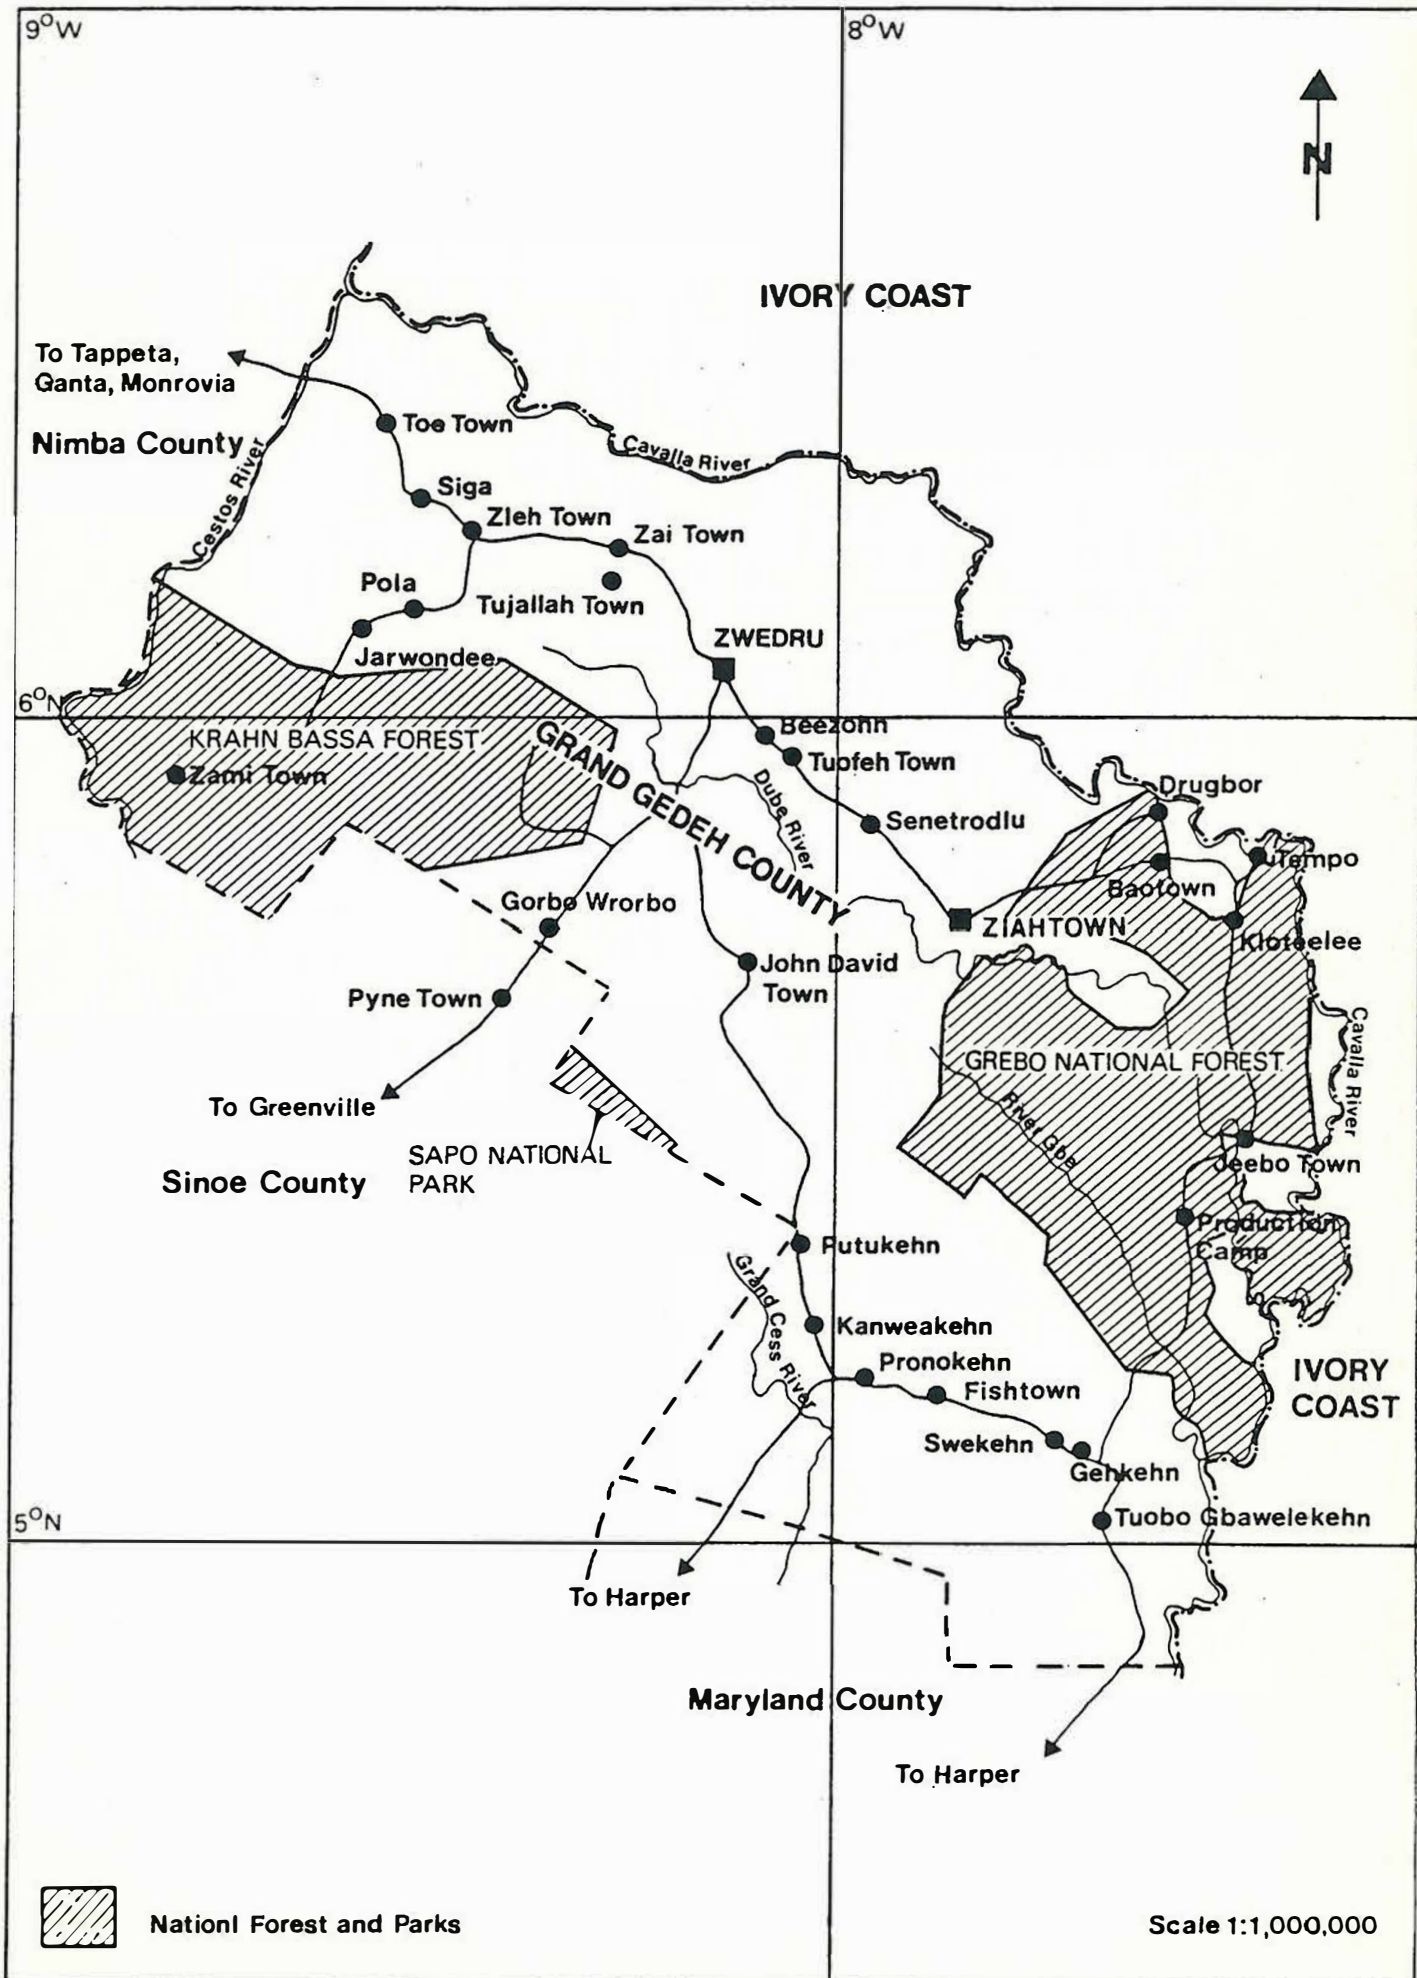 9°W
8°W
N
IVORY COAST
To Tappeta,
Ganta, Monrovia
Toe Town
Nimba County
Cestos River
Cavalla River
Siga
Zleh Town
Zai Town
Pola
Tujallah Town
ZWEDRU
Jarwondee
6°N
Beezohn
KRAHN BASSA FOREST
GRAND GEDEH COUNTY
Tuofeh Town
Zami Town
Dube River
Drugbor
Senetrodlu
Tempo
Baotown
Gorbo Wrorbo
ZIAHTOWN
Kloteelee
John David
Town
Pyne Town
Cavalla River
GREBO NATIONAL FOREST
To Greenville
River Gbe
SAPO NATIONAL
PARK
Sinoe County
Jeebo Town
Production
Camp
Putukehn
Grand Cess River
Kanweakehn
Pronokehn
Fishtown
IVORY
COAST
Swekehn
Gehkehn
5°N
Tuobo Gbawelekehn
To Harper
Maryland County
To Harper
Nationl Forest and Parks
Scale 1:1,000,000